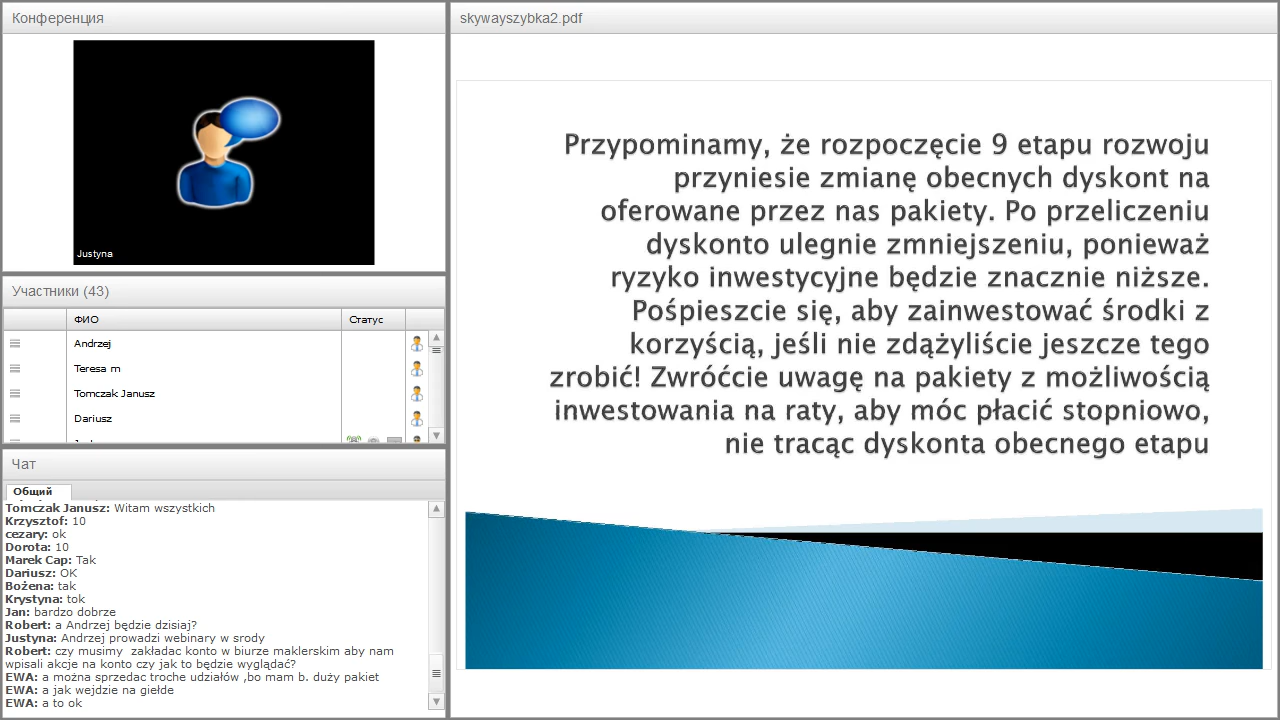 Конференция
Justyna
Участники (43)
ФИО Статус
Andrzej
Teresa m
Tomczak Janusz
Dariusz
Чат
Общий
Tomczak Janusz: Witam wszystkich
Krzysztof: 10
cezary: ok
Dorota: 10
Marek Cap: Tak
Dariusz: OK
Bożena: tak
Krystyna: tok
Jan: bardzo dobrze
Robert: a Andrzej będzie dzisiaj?
Justyna: Andrzej prowadzi webinary w srody
Robert: czy musimy zakładać konto w biurze maklerskim aby nam
wpisali akcje na konto czy jak to będzie wyglądać?
EWA: a można sprzedac troche udziałów ,bo mam b. duży pakiet
EWA: a jak wejdzie na giełde
EWA: a to ok
skywayszybka2.pdf
Przypominamy, że rozpoczęcie 9 etapu rozwoju
przyniesie zmianę obecnych dyskont na
oferowane przez nas pakiety. Po przeliczeniu
dyskonto ulegnie zmniejszeniu, ponieważ
ryzyko inwestycyjne będzie znacznie niższe.
Pośpieszcie się, aby zainwestować środki z
korzyścią, jeśli nie zdążyliście jeszcze tego
zrobić! Zwróćcie uwagę na pakiety z możliwością
inwestowania na raty, aby móc płacić stopniowo,
nie tracąc dyskonta obecnego etapu